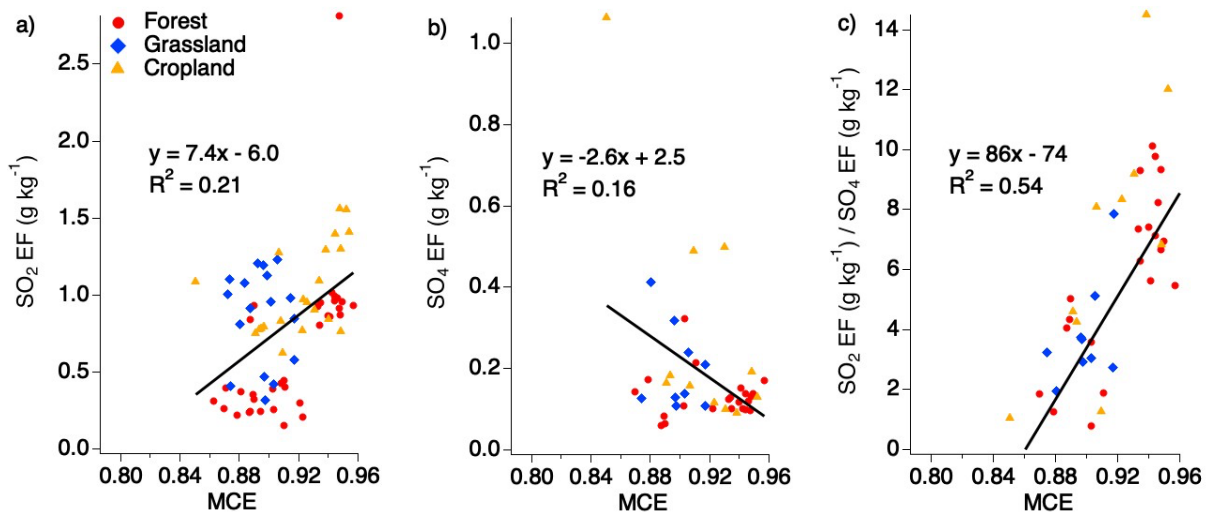 a)
Forest
Grassland
Cropland
y = 7.4x - 6.0
R² = 0.21
SO₂ EF (g kg⁻¹)
2.5
2.0
1.5
1.0
0.5
0.0
0.80 0.84 0.88 0.92 0.96
MCE
b)
y = -2.6x + 2.5
R² = 0.16
SO₄ EF (g kg⁻¹)
1.0
0.8
0.6
0.4
0.2
0.0
0.80 0.84 0.88 0.92 0.96
MCE
c)
y = 86x - 74
R² = 0.54
SO₂ EF (g kg⁻¹) / SO₄ EF (g kg⁻¹)
14
12
10
8
6
4
2
0
0.80 0.84 0.88 0.92 0.96
MCE